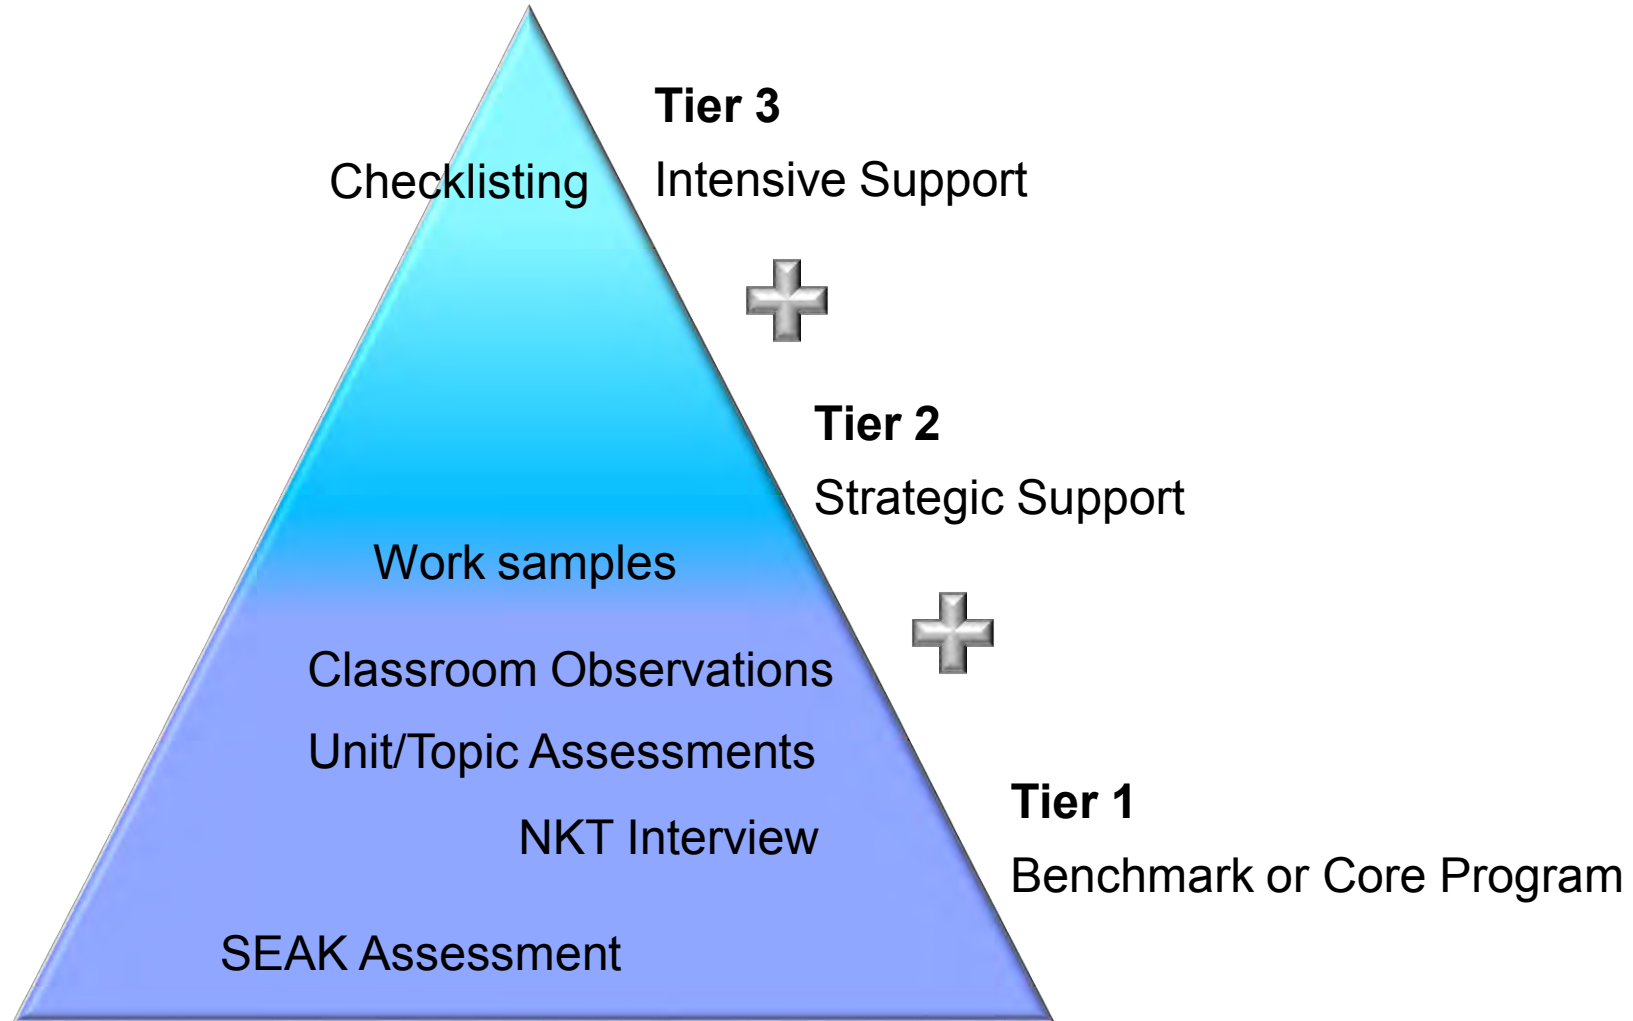 Tier 3
Checklisting
Intensive Support
Tier 2
Strategic Support
Work samples
Classroom Observations
Unit/Topic Assessments
Tier 1
NKT Interview
Benchmark or Core Program
SEAK Assessment